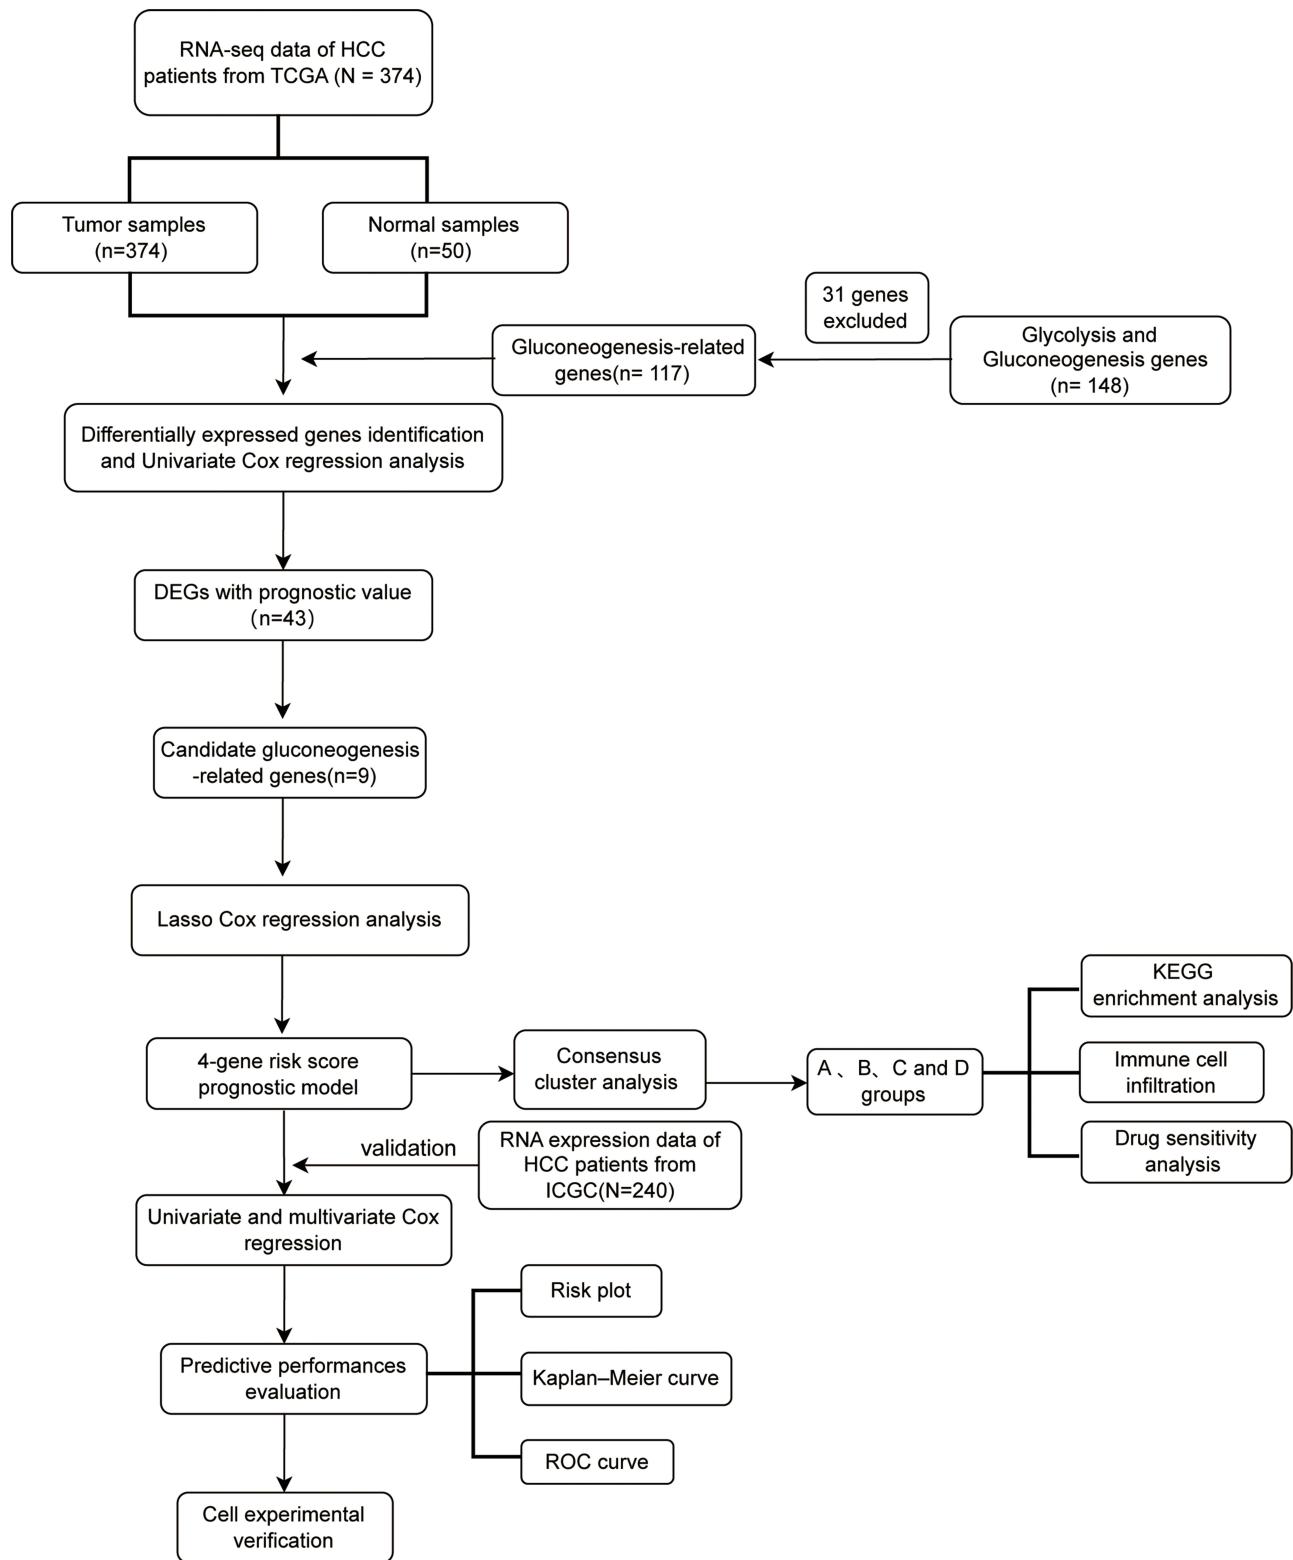 RNA-seq data of HCC
patients from TCGA (N = 374)
Tumor samples
(n=374)
Normal samples
(n=50)
31 genes
excluded
Glycolysis and
Gluconeogenesis genes
(n= 148)
Gluconeogenesis-related
genes(n= 117)
Differentially expressed genes identification
and Univariate Cox regression analysis
DEGs with prognostic value
(n=43)
Candidate gluconeogenesis
-related genes(n=9)
Lasso Cox regression analysis
4-gene risk score
prognostic model
Consensus
cluster analysis
A 、B、C and D
groups
KEGG
enrichment analysis
Immune cell
infiltration
Drug sensitivity
analysis
validation
RNA expression data of
HCC patients from
ICGC(N=240)
Univariate and multivariate Cox
regression
Predictive performances
evaluation
Risk plot
Kaplan–Meier curve
ROC curve
Cell experimental
verification